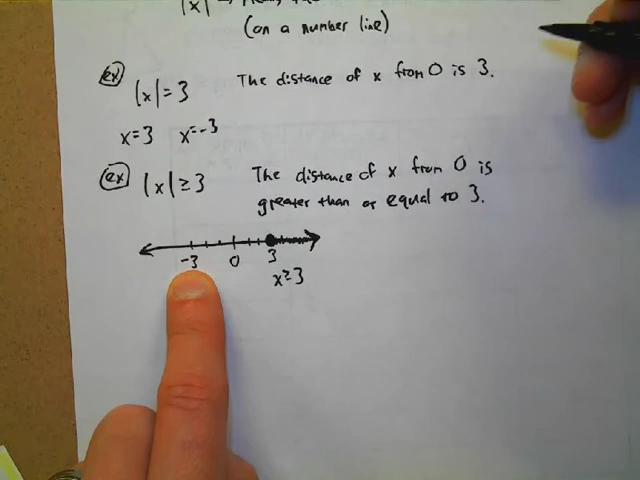 |x|
(on a number line)
ex |x|=3 The distance of x from 0 is 3.
x=3 x=-3
ex |x|≥3 The distance of x from 0 is
greater than or equal to 3.
-3 0 3
x≥3